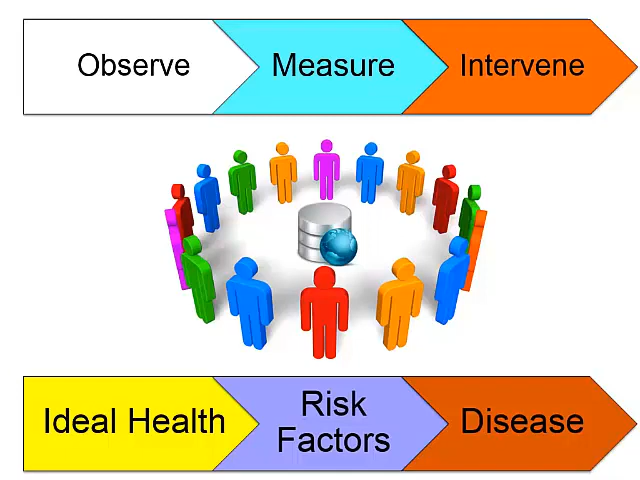 Observe
Measure
Intervene
Ideal Health
Risk
Factors
Disease